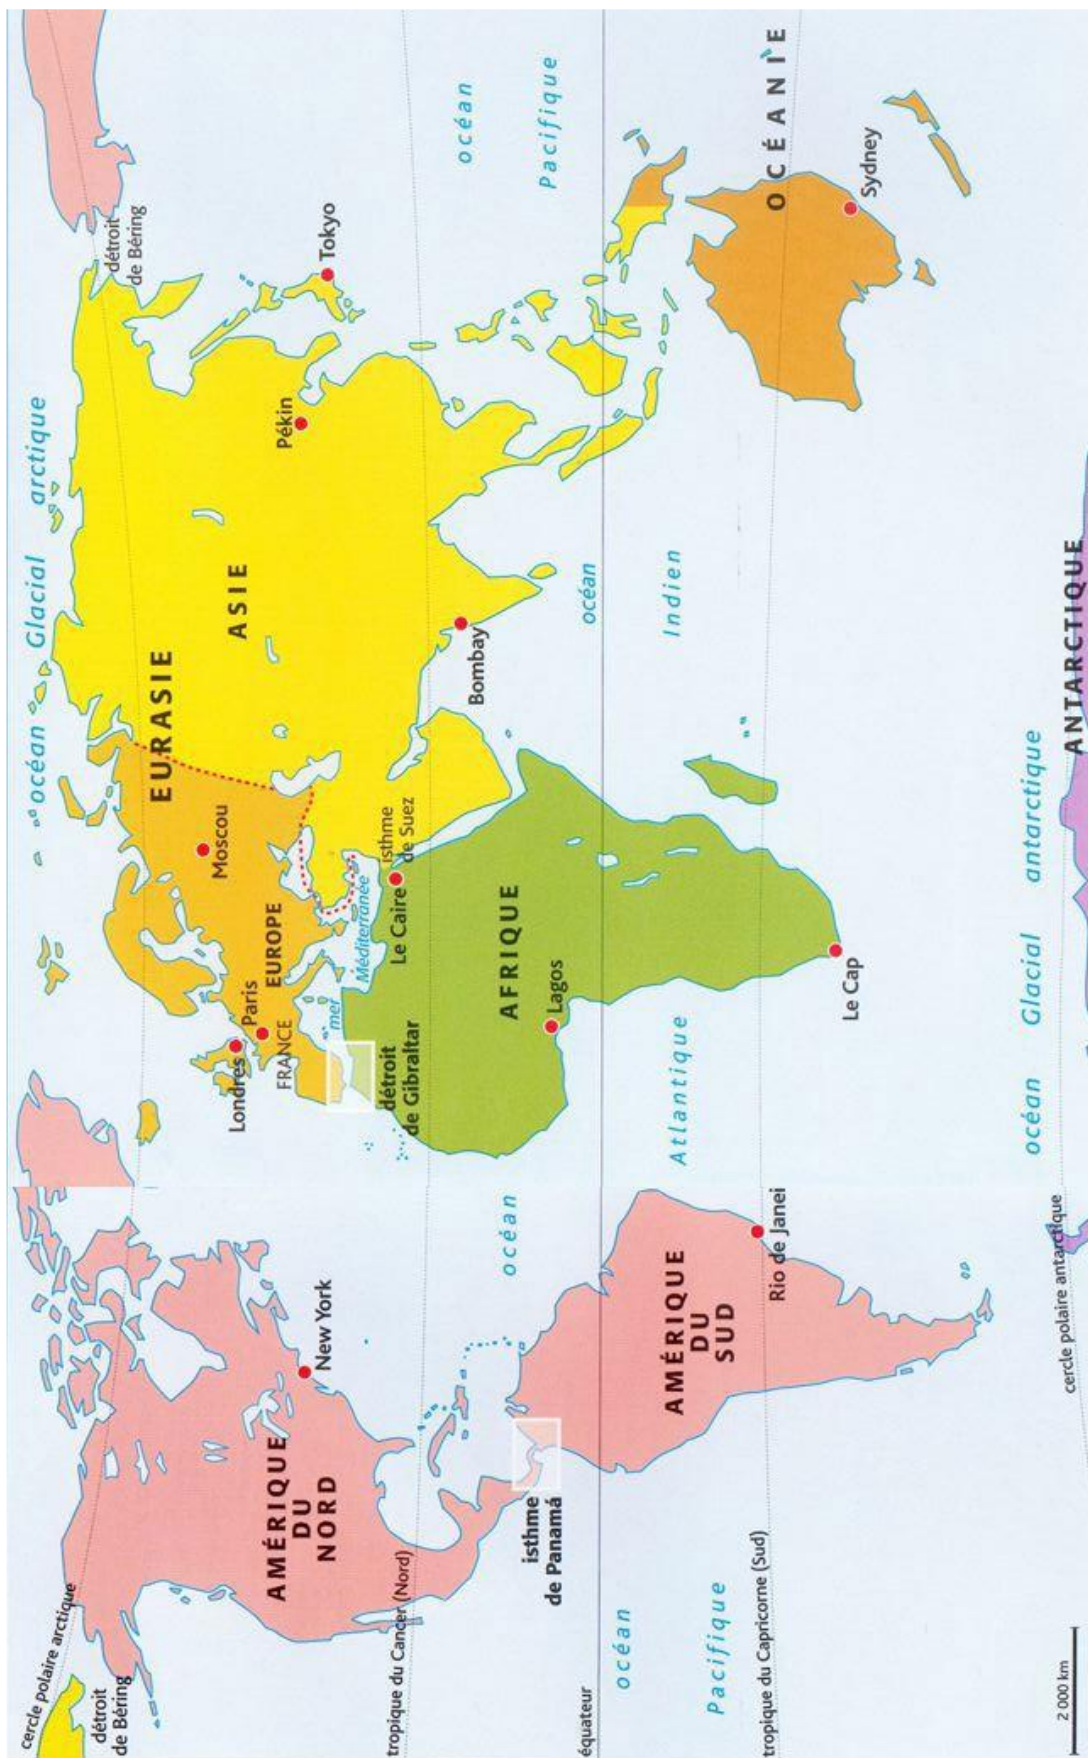 océan Glacial arctique
cercle polaire arctique
détroit
de Béring
détroit
de Béring
EURASIE
ASIE
EUROPE
Moscou
Londres
Paris
FRANCE
Pékin
Tokyo
AMÉRIQUE
DU
NORD
New York
mer
Méditerranée
détroit
de Gibraltar
Le Caire
isthme
de Suez
tropique du Cancer (Nord)
Bombay
océan
Pacifique
océan
Atlantique
AFRIQUE
Lagos
isthme
de Panamá
équateur
océan
Indien
océan
Pacifique
AMÉRIQUE
DU
SUD
Rio de Janei
tropique du Capricorne (Sud)
Le Cap
OCÉANIE
Sydney
océan Glacial antarctique
cercle polaire antarctique
ANTARCTIQUE
2 000 km